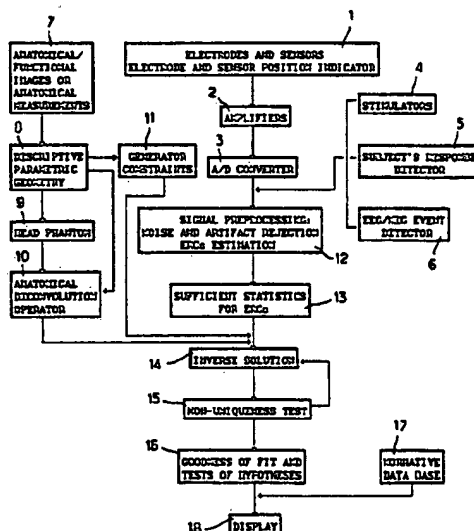 7
ANATOMICAL/
FUNCTIONAL
IMAGES OR
ANATOMICAL
MEASUREMENTS
1
ELECTRODES AND SENSORS
ELECTRODE AND SENSOR POSITION INDICATOR
2
AMPLIFIERS
3
A/D CONVERTER
4
STIMULATORS
5
SUBJECT'S RESPONSE
DETECTOR
EEG/MEG EVENT
DETECTOR
6
8
DISCRIPTIVE
PARAMETRIC
GEOMETRY
11
GENERATOR
CONSTRAINTS
9
HEAD PHANTOM
10
ANATOMICAL
DECONVOLUTION
OPERATOR
SIGNAL PREPROCESSING:
NOISE AND ARTIFACT REJECTION
ERCs ESTIMATION
12
SUFFICIENT STATISTICS
FOR ERCs
13
14
INVERSE SOLUTION
15
NON-UNIQUENESS TEST
16
GOODNESS OF FIT AND
TESTS OF HYPOTHESES
17
NORMATIVE
DATA BASE
18
DISPLAY